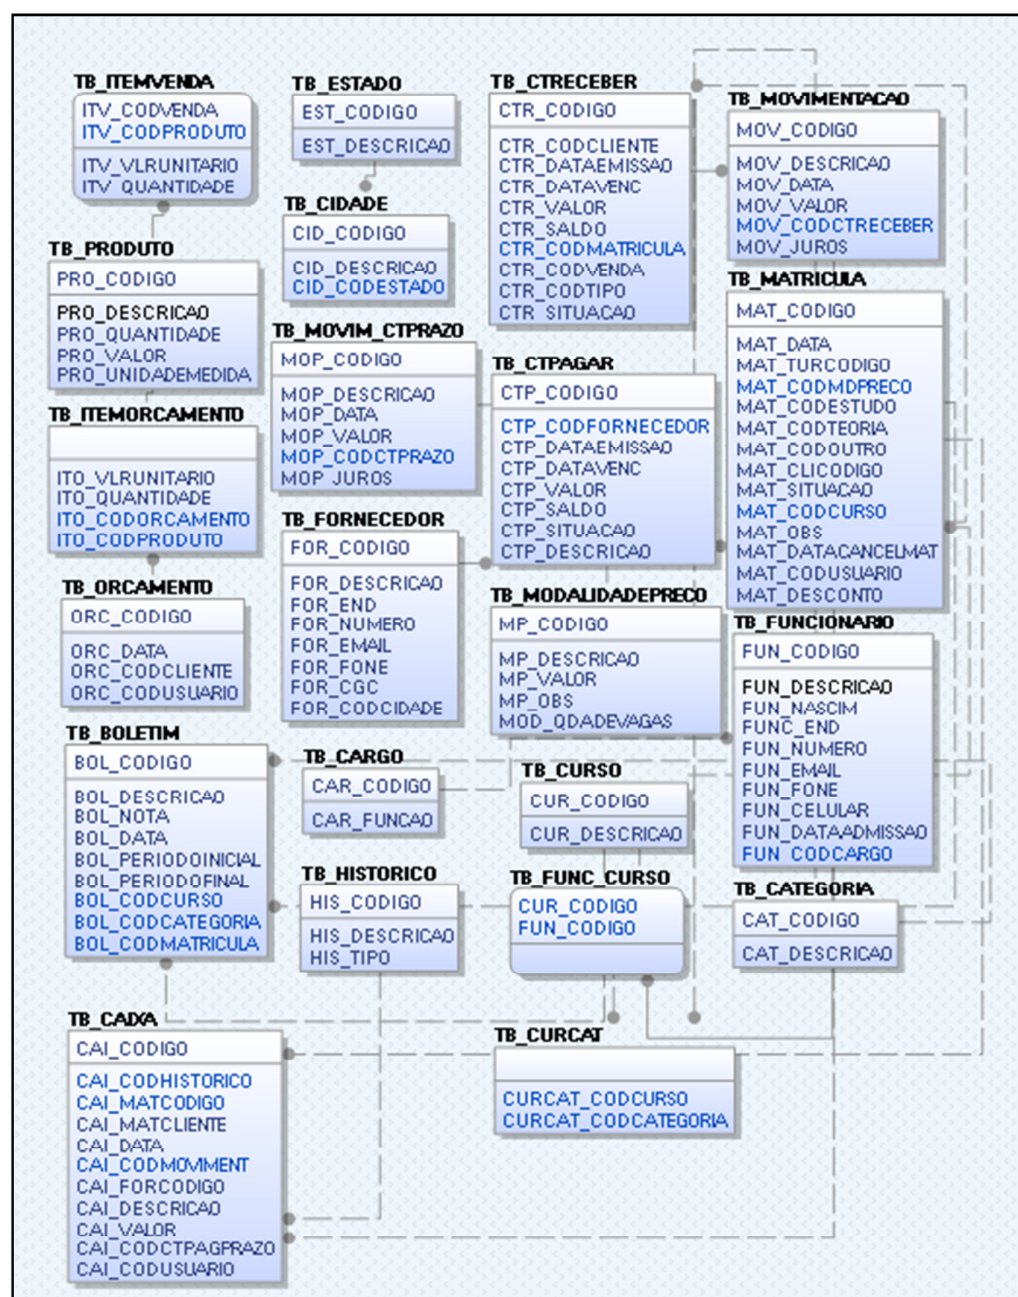 TB_ITEMVENDA
ITV_CODVENDA
ITV_CODPRODUTO
ITV_VLRUNITARIO
ITV_QUANTIDADE
TB_ESTADO
EST_CODIGO
EST_DESCRICAO
TB_CTRECEBER
CTR_CODIGO
CTR_CODCLIENTE
CTR_DATAEMISSAO
CTR_DATAVENC
CTR_VALOR
CTR_SALDO
CTR_CODMATRICULA
CTR_CODVENDA
CTR_CODTIPO
CTR_SITUACAO
TB_MOVIMENTACAO
MOV_CODIGO
MOV_DESCRICAO
MOV_DATA
MOV_VALOR
MOV_CODCTRECEBER
MOV_JUROS
TB_CIDADE
CID_CODIGO
CID_DESCRICAO
CID_CODESTADO
TB_PRODUTO
PRO_CODIGO
PRO_DESCRICAO
PRO_QUANTIDADE
PRO_VALOR
PRO_UNIDADEMEDIDA
TB_MATRICULA
MAT_CODIGO
MAT_DATA
MAT_TURCODIGO
MAT_CODMDPRECO
MAT_CODESTUDO
MAT_CODTEORIA
MAT_CODOUTRO
MAT_CLICODIGO
MAT_SITUACAO
MAT_CODCURSO
MAT_OBS
MAT_DATACANCELMAT
MAT_CODUSUARIO
MAT_DESCONTO
TB_MOVIM_CTPRAZO
MOP_CODIGO
MOP_DESCRICAO
MOP_DATA
MOP_VALOR
MOP_CODCTPRAZO
MOP_JUROS
TB_CTPAGAR
CTP_CODIGO
CTP_CODFORNECEDOR
CTP_DATAEMISSAO
CTP_DATAVENC
CTP_VALOR
CTP_SALDO
CTP_SITUACAO
CTP_DESCRICAO
TB_ITEMORCAMENTO
ITO_VLRUNITARIO
ITO_QUANTIDADE
ITO_CODORCAMENTO
ITO_CODPRODUTO
TB_FORNECEDOR
FOR_CODIGO
FOR_DESCRICAO
FOR_END
FOR_NUMERO
FOR_EMAIL
FOR_FONE
FOR_CGC
FOR_CODCIDADE
TB_ORCAMENTO
ORC_CODIGO
ORC_DATA
ORC_CODCLIENTE
ORC_CODUSUARIO
TB_MODALIDADEPRECO
MP_CODIGO
MP_DESCRICAO
MP_VALOR
MP_OBS
MOD_QDADEVAGAS
TB_FUNCIONARIO
FUN_CODIGO
FUN_DESCRICAO
FUN_NASCIM
FUNC_END
FUN_NUMERO
FUN_EMAIL
FUN_FONE
FUN_CELULAR
FUN_DATAADMISSAO
FUN_CODCARGO
TB_BOLETIM
BOL_CODIGO
BOL_DESCRICAO
BOL_NOTA
BOL_DATA
BOL_PERIODOINICIAL
BOL_PERIODOFINAL
BOL_CODCURSO
BOL_CODCATEGORIA
BOL_CODMATRICULA
TB_CARGO
CAR_CODIGO
CAR_FUNCAO
TB_CURSO
CUR_CODIGO
CUR_DESCRICAO
TB_HISTORICO
HIS_CODIGO
HIS_DESCRICAO
HIS_TIPO
TB_FUNC_CURSO
CUR_CODIGO
FUN_CODIGO
TB_CATEGORIA
CAT_CODIGO
CAT_DESCRICAO
TB_CAIXA
CAI_CODIGO
CAI_CODHISTORICO
CAI_MATCODIGO
CAI_MATCLIENTE
CAI_DATA
CAI_CODMOVIMENT
CAI_FORCODIGO
CAI_DESCRICAO
CAI_VALOR
CAI_CODCTPAGPRAZO
CAI_CODUSUARIO
TB_CURCAT
CURCAT_CODCURSO
CURCAT_CODCATEGORIA